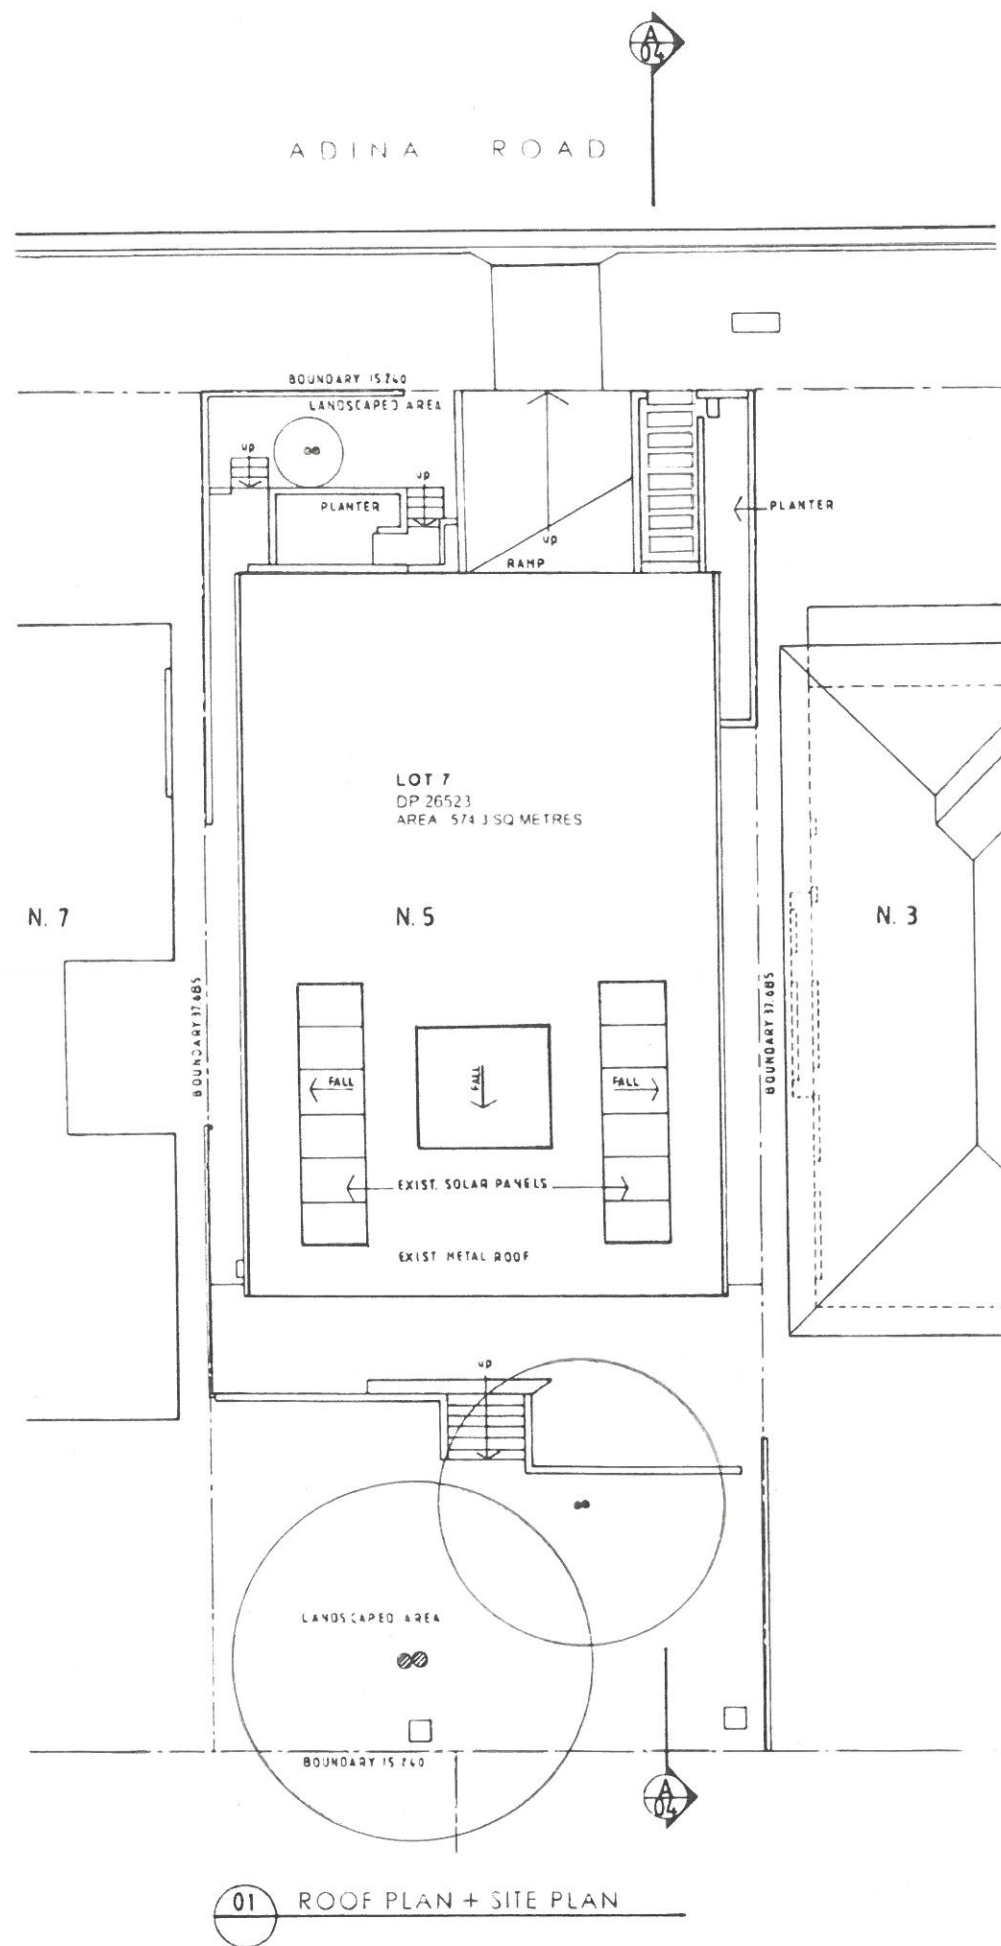 A
04
ADINA ROAD
BOUNDARY 15.240
LANDSCAPED AREA
up
up
PLANTER
PLANTER
up
RAMP
LOT 7
DP 26523
AREA 574.3 SQ METRES
N. 7
N. 5
N. 3
BOUNDARY 37.685
BOUNDARY 37.685
FALL
FALL
FALL
EXIST. SOLAR PANELS
EXIST METAL ROOF
up
LANDSCAPED AREA
BOUNDARY 15.240
A
04
01 ROOF PLAN + SITE PLAN